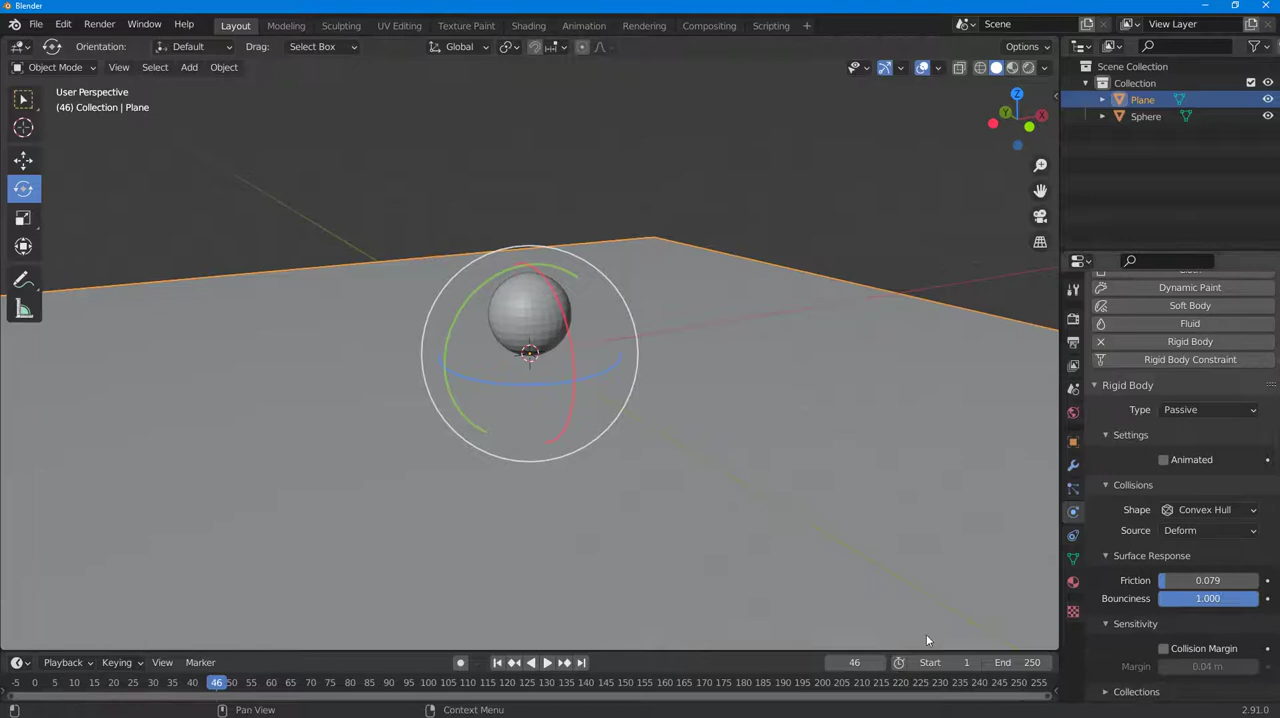 Blender
File Edit Render Window Help Layout Modeling Sculpting UV Editing Texture Paint Shading Animation Rendering Compositing Scripting + Scene View Layer
Orientation: Default Drag: Select Box Global Options
Object Mode View Select Add Object
User Perspective
(46) Collection | Plane
Z
Y
X
Scene Collection
Collection
Plane
Sphere
Dynamic Paint
Soft Body
Fluid
Rigid Body
Rigid Body Constraint
Rigid Body
Type Passive
Settings
Animated
Collisions
Shape Convex Hull
Source Deform
Surface Response
Friction 0.079
Bounciness 1.000
Sensitivity
Collision Margin
Margin 0.04 m
Collections
Playback Keying View Marker 46 Start 1 End 250
-5 0 5 10 15 20 25 30 35 40 46 50 55 60 65 70 75 80 85 90 95 100 105 110 115 120 125 130 135 140 145 150 155 160 165 170 175 180 185 190 195 200 205 210 215 220 225 230 235 240 245 250 255
Pan View Context Menu 2.91.0